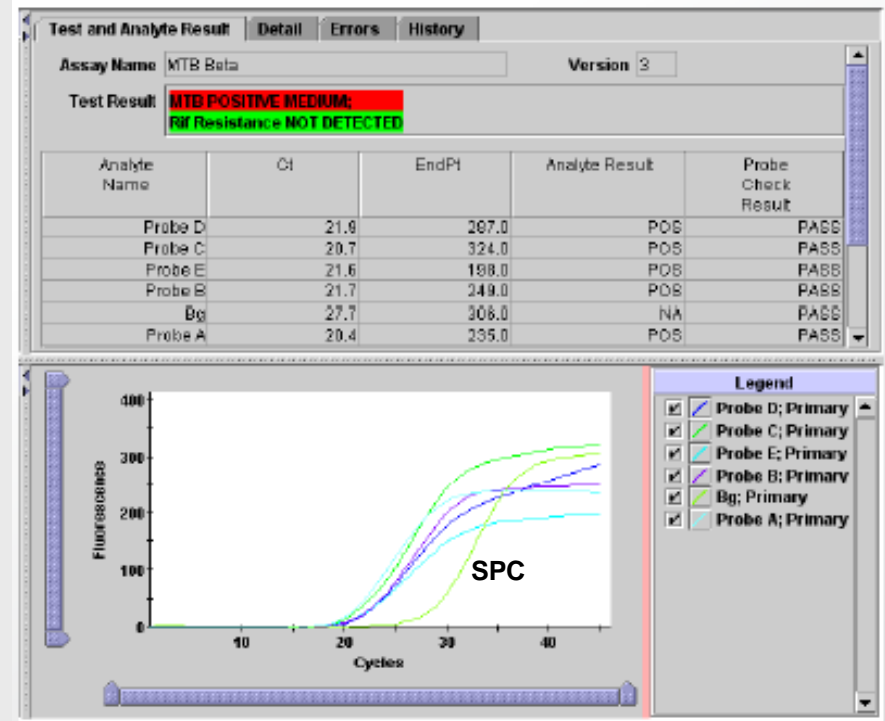 Test and Analyte Result Detail Errors History
Assay Name MTB Beta Version 3
Test Result MTB POSITIVE MEDIUM;
Rif Resistance NOT DETECTED
Analyte Name Ct EndPt Analyte Result Probe Check Result
Probe D 21.9 287.0 POS PASS
Probe C 20.7 324.0 POS PASS
Probe E 21.6 198.0 POS PASS
Probe B 21.7 249.0 POS PASS
Bg 27.7 306.0 NA PASS
Probe A 20.4 235.0 POS PASS
400
300
200
100
0
Fluorescence
SPC
10 20 30 40
Cycles
Legend
Probe D; Primary
Probe C; Primary
Probe E; Primary
Probe B; Primary
Bg; Primary
Probe A; Primary